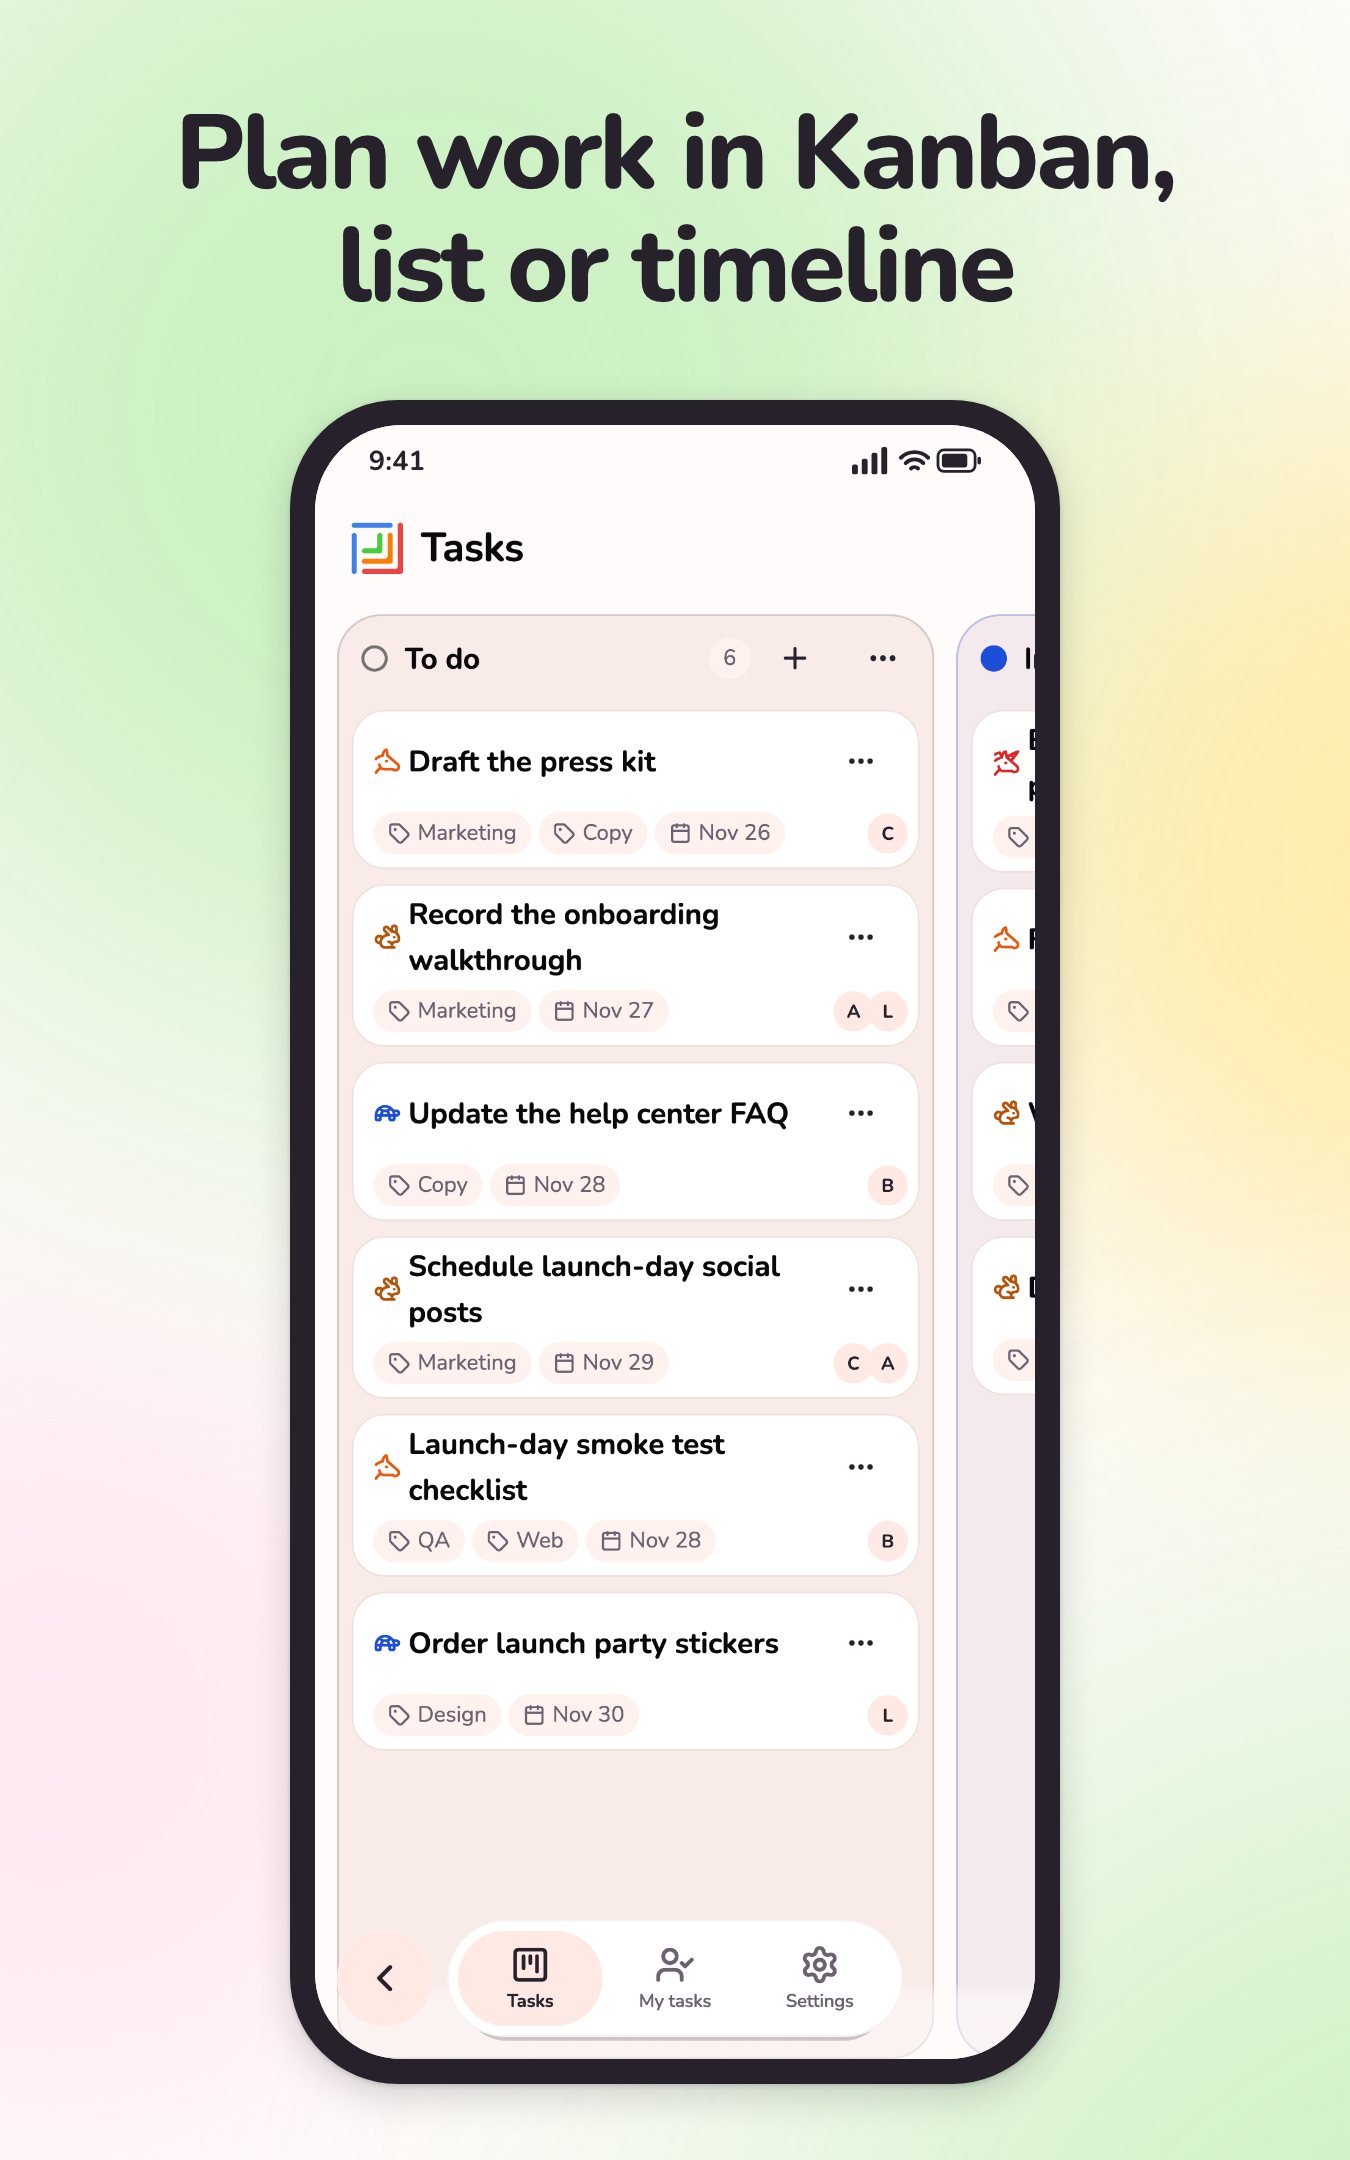 Plan work in Kanban,
list or timeline
9:41
Tasks
To do
6
Draft the press kit
Marketing
Copy
Nov 26
C
Record the onboarding
walkthrough
Marketing
Nov 27
A
L
Update the help center FAQ
Copy
Nov 28
B
Schedule launch-day social
posts
Marketing
Nov 29
C
A
Launch-day smoke test
checklist
QA
Web
Nov 28
B
Order launch party stickers
Design
Nov 30
L
Tasks
My tasks
Settings